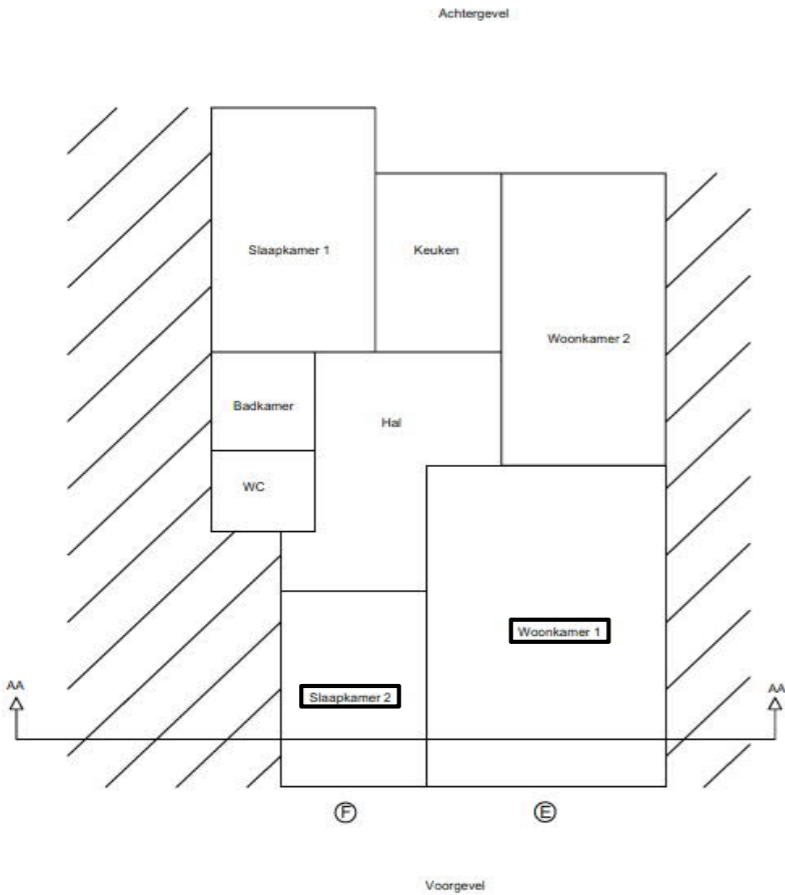 Achtergevel
Slaapkamer 1
Keuken
Woonkamer 2
Badkamer
Hal
WC
Woonkamer 1
AA
Slaapkamer 2
AA
F
E
Voorgevel